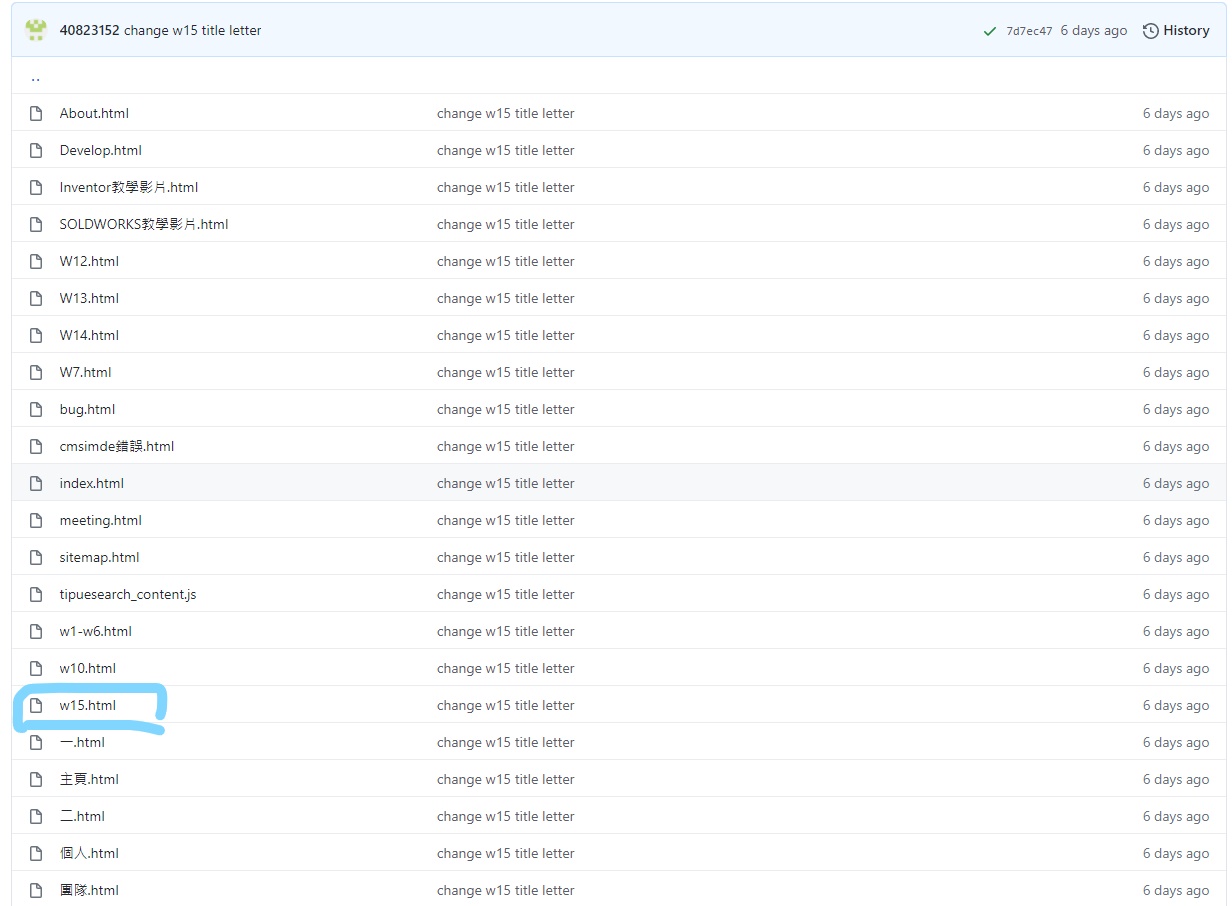 40823152 change w15 title letter 7d7ec47 6 days ago History
..
About.html change w15 title letter 6 days ago
Develop.html change w15 title letter 6 days ago
Inventor教學影片.html change w15 title letter 6 days ago
SOLDWORKS教學影片.html change w15 title letter 6 days ago
W12.html change w15 title letter 6 days ago
W13.html change w15 title letter 6 days ago
W14.html change w15 title letter 6 days ago
W7.html change w15 title letter 6 days ago
bug.html change w15 title letter 6 days ago
cmsimde錯誤.html change w15 title letter 6 days ago
index.html change w15 title letter 6 days ago
meeting.html change w15 title letter 6 days ago
sitemap.html change w15 title letter 6 days ago
tipuesearch_content.js change w15 title letter 6 days ago
w1-w6.html change w15 title letter 6 days ago
w10.html change w15 title letter 6 days ago
w15.html change w15 title letter 6 days ago
一.html change w15 title letter 6 days ago
主頁.html change w15 title letter 6 days ago
二.html change w15 title letter 6 days ago
個人.html change w15 title letter 6 days ago
團隊.html change w15 title letter 6 days ago